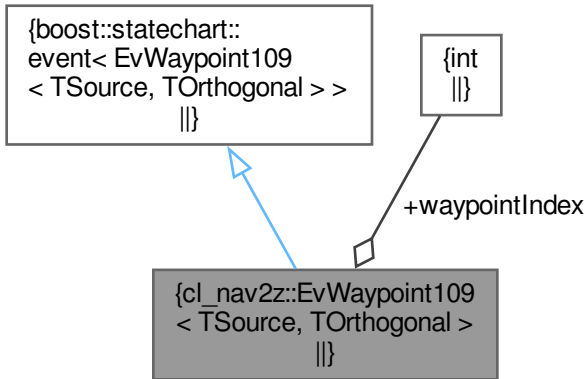 {boost::statechart::
event< EvWaypoint109
< TSource, TOrthogonal > >
||}
{int
||}
+waypointIndex
{cl_nav2z::EvWaypoint109
< TSource, TOrthogonal >
||}